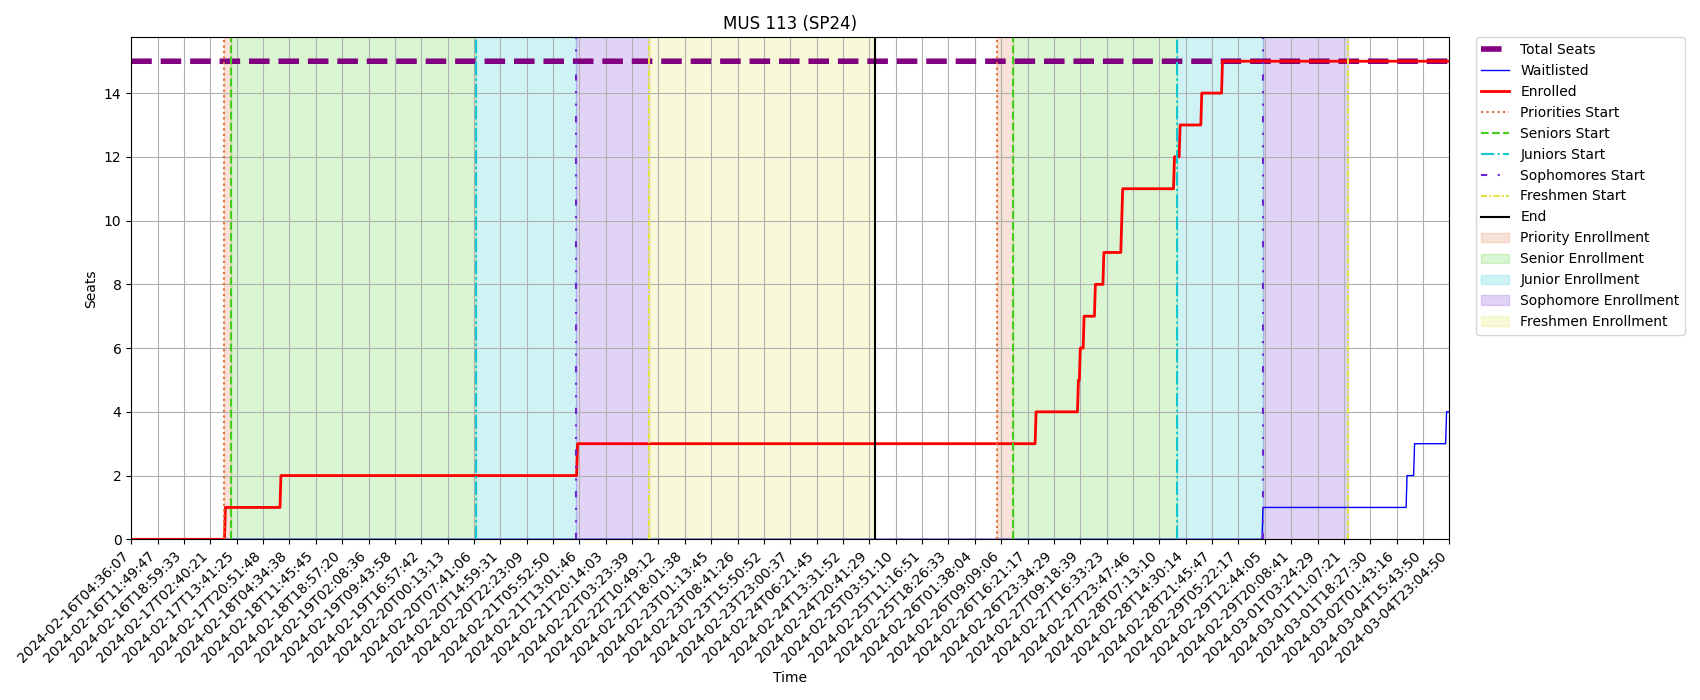 MUS 113 (SP24)
Total Seats
Waitlisted
Enrolled
Priorities Start
Seniors Start
Juniors Start
Sophomores Start
Freshmen Start
End
Priority Enrollment
Senior Enrollment
Junior Enrollment
Sophomore Enrollment
Freshmen Enrollment
Seats
14
12
10
8
6
4
2
0
2024-02-16T04:36:07
2024-02-16T11:49:47
2024-02-16T18:59:33
2024-02-17T02:40:21
2024-02-17T13:41:25
2024-02-17T20:51:48
2024-02-18T04:34:38
2024-02-18T11:45:45
2024-02-18T18:57:20
2024-02-19T02:08:36
2024-02-19T09:43:58
2024-02-19T16:57:42
2024-02-20T00:13:13
2024-02-20T07:41:06
2024-02-20T14:59:31
2024-02-20T22:23:09
2024-02-21T05:52:50
2024-02-21T13:01:46
2024-02-21T20:14:03
2024-02-22T03:23:39
2024-02-22T10:49:12
2024-02-22T18:01:38
2024-02-23T01:13:45
2024-02-23T08:41:26
2024-02-23T15:50:52
2024-02-23T23:00:37
2024-02-24T06:21:45
2024-02-24T13:31:52
2024-02-24T20:41:29
2024-02-25T03:51:10
2024-02-25T11:16:51
2024-02-25T18:26:33
2024-02-26T01:38:04
2024-02-26T09:09:06
2024-02-26T16:21:17
2024-02-26T23:34:29
2024-02-27T09:18:39
2024-02-27T16:33:23
2024-02-27T23:47:46
2024-02-28T07:13:10
2024-02-28T14:30:14
2024-02-28T21:45:47
2024-02-29T05:22:17
2024-02-29T12:44:05
2024-02-29T20:08:41
2024-03-01T03:24:29
2024-03-01T11:07:21
2024-03-01T18:27:30
2024-03-02T01:43:16
2024-03-04T15:43:50
2024-03-04T23:04:50
Time